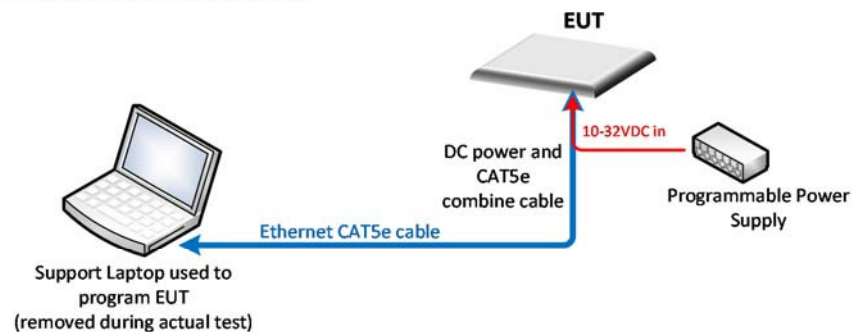 EUT
10-32VDC in
DC power and
CAT5e
combine cable
Programmable Power
Supply
Ethernet CAT5e cable
Support Laptop used to
program EUT
(removed during actual test)